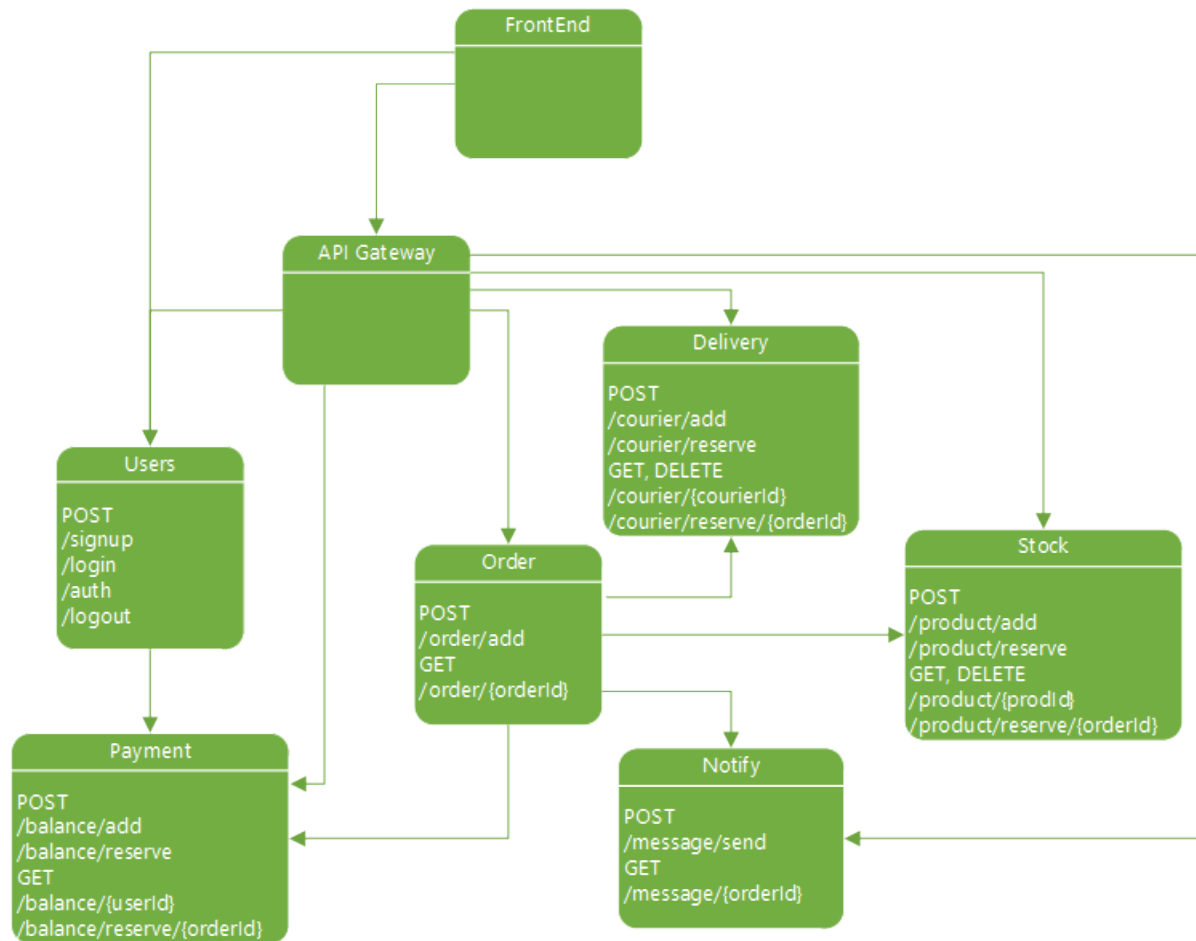 FrontEnd
API Gateway
Delivery
POST
/courier/add
/courier/reserve
GET, DELETE
/courier/{courierId}
/courier/reserve/{orderId}
Users
POST
/signup
/login
/auth
/logout
Order
POST
/order/add
GET
/order/{orderId}
Stock
POST
/product/add
/product/reserve
GET, DELETE
/product/{prodId}
/product/reserve/{orderId}
Payment
POST
/balance/add
/balance/reserve
GET
/balance/{userId}
/balance/reserve/{orderId}
Notify
POST
/message/send
GET
/message/{orderId}